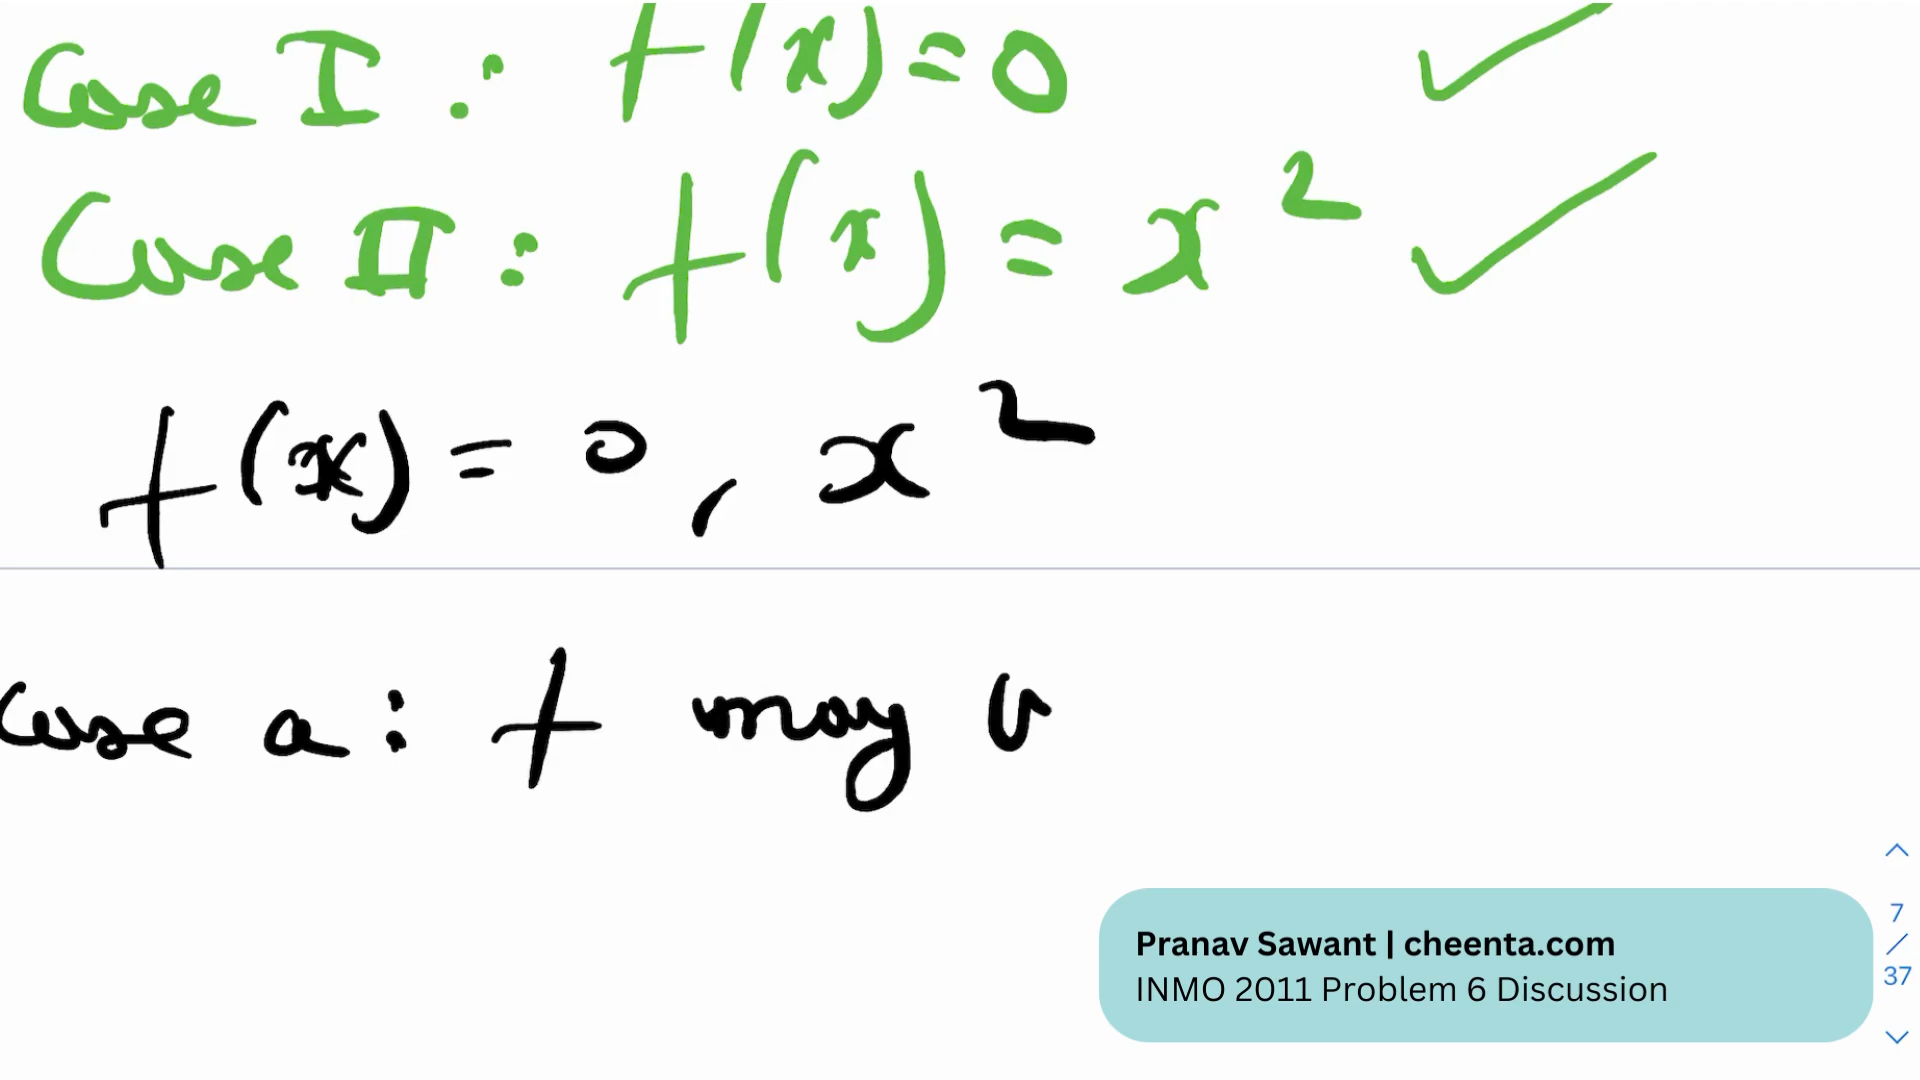 Case I : f(x)=0
Case II : f(x) = x²
f(x) = 0, x²
Case a: f may
Pranav Sawant | cheenta.com
INMO 2011 Problem 6 Discussion
7
/
37